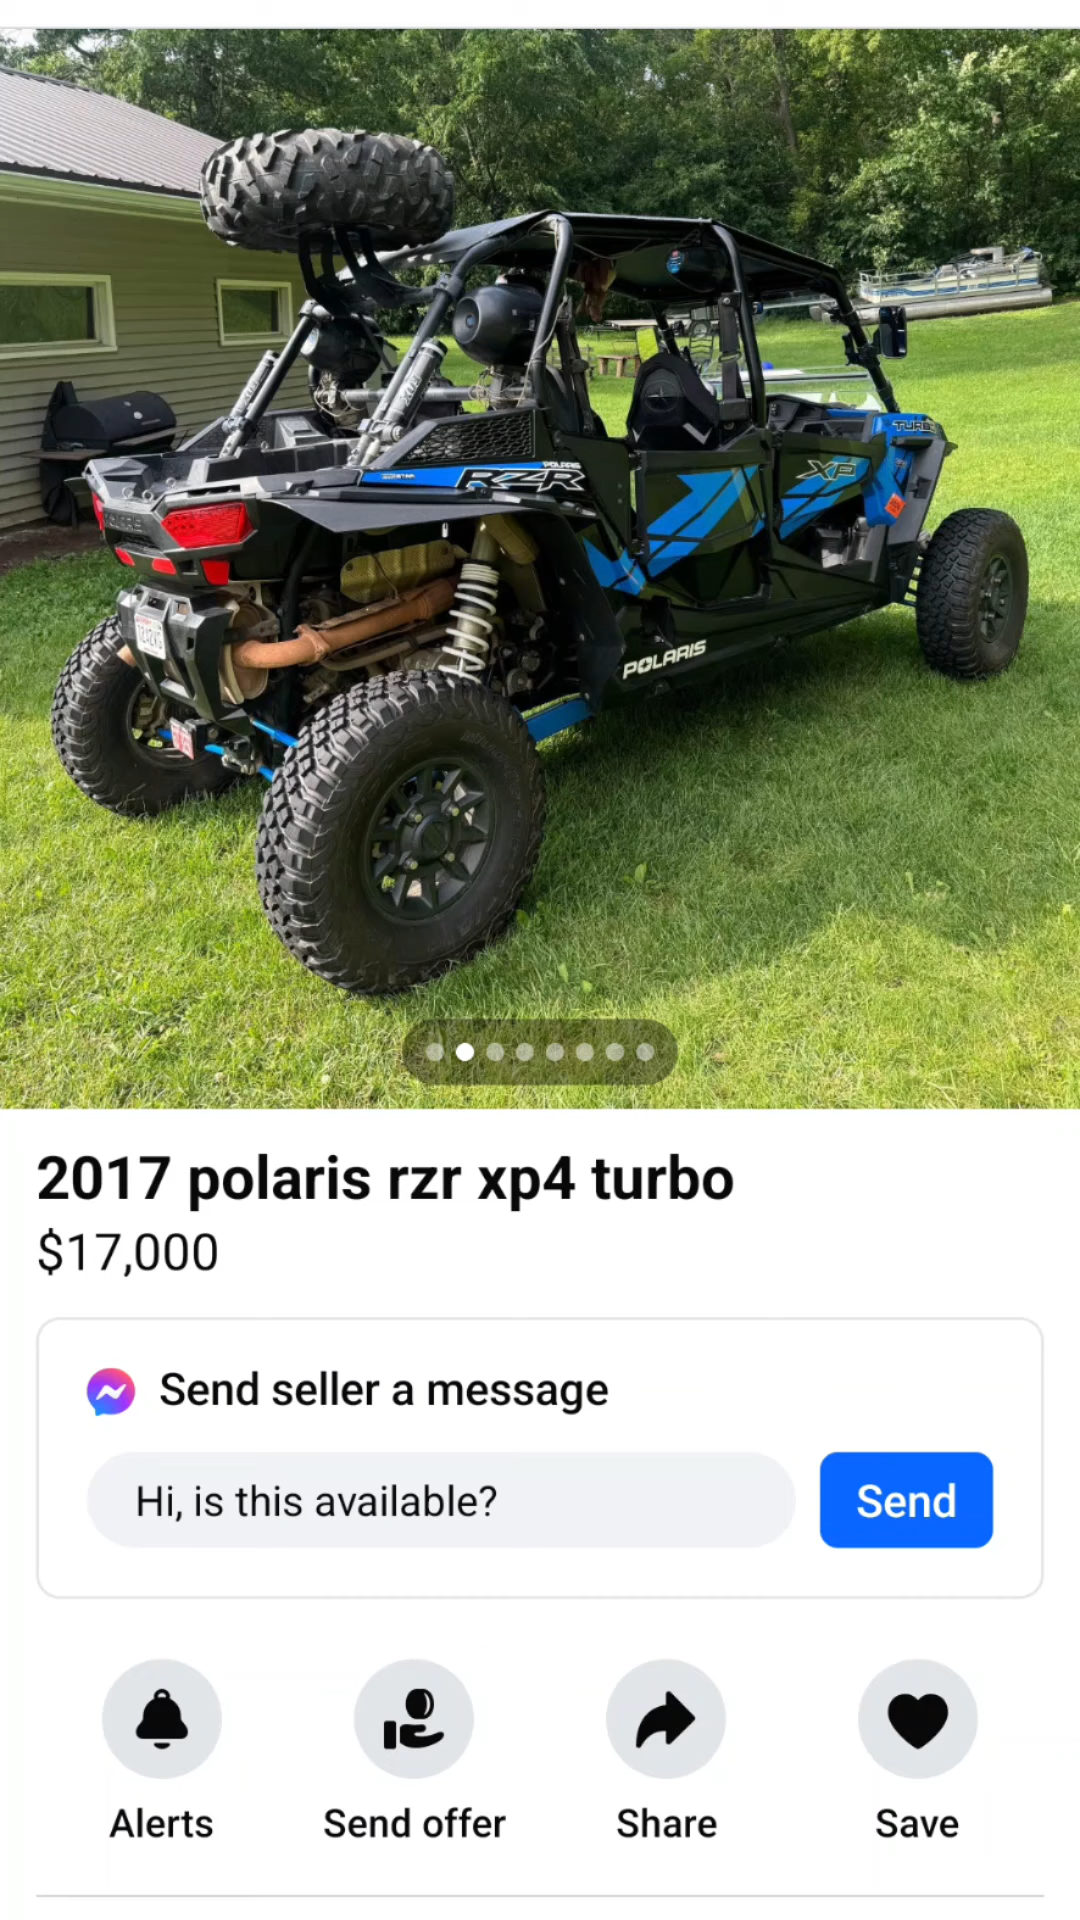 POLARIS
RZR
XP
TURBO
POLARIS
2017 polaris rzr xp4 turbo
$17,000
Send seller a message
Hi, is this available?
Send
Alerts
Send offer
Share
Save